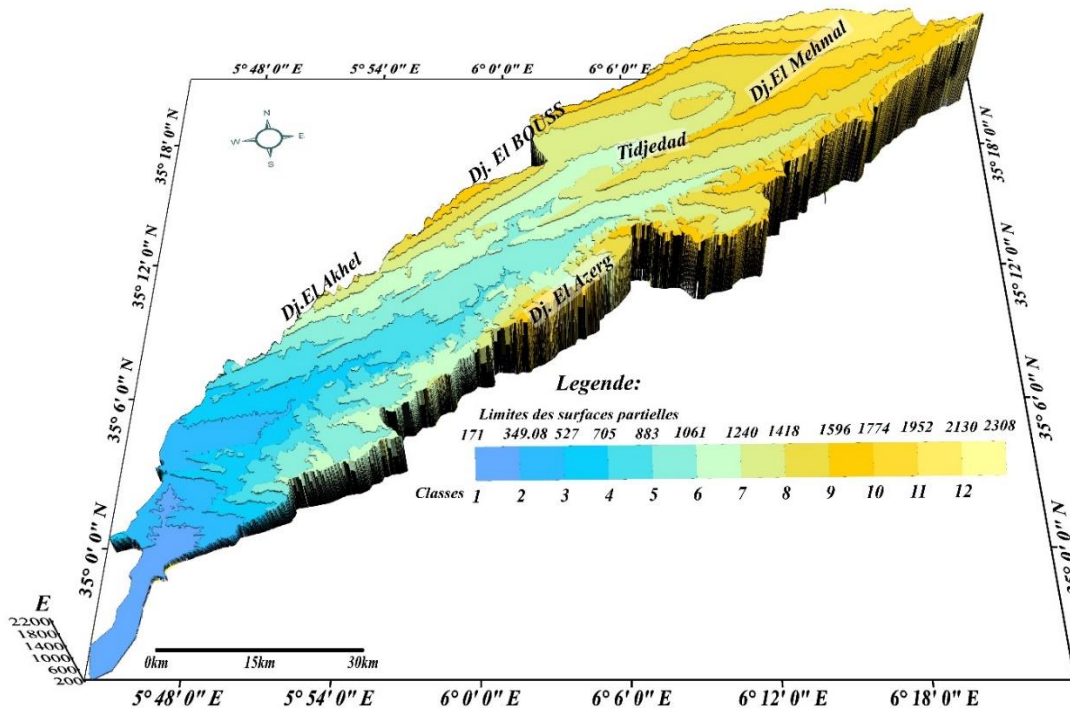 5° 48' 0" E 5° 54' 0" E 6° 0' 0" E 6° 6' 0" E
Dj.El Mehmal
N
W E
S
35° 18' 0" N
35° 18' 0" N
Dj. El BOUSS
Tidjedad
35° 12' 0" N
35° 12' 0" N
Dj.El Akhel
Dj. El Azerg
35° 6' 0" N
35° 6' 0" N
Legende:
Limites des surfaces partielles
171 349.08 527 705 883 1061 1240 1418 1596 1774 1952 2130 2308
Classes 1 2 3 4 5 6 7 8 9 10 11 12
35° 0' 0" N
35° 0' 0" N
E
2200
1800
1400
1000
600
200
0km 15km 30km
5° 48' 0" E 5° 54' 0" E 6° 0' 0" E 6° 6' 0" E 6° 12' 0" E 6° 18' 0" E